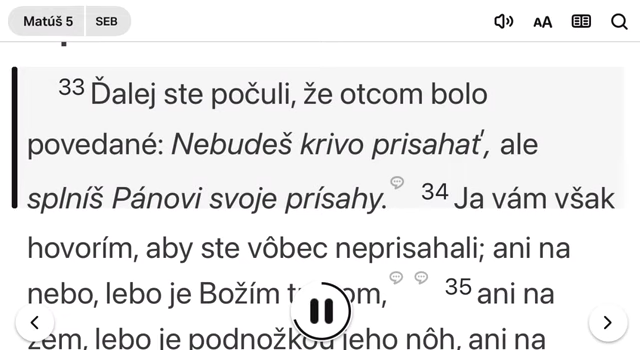 Matúš 5 SEB AA
33 Ďalej ste počuli, že otcom bolo
povedané: Nebudeš krivo prisahať, ale
splníš Pánovi svoje prísahy. 34 Ja vám však
hovorím, aby ste vôbec neprisahali; ani na
nebo, lebo je Božím 35 ani na
zem, lebo je podnožkou jeho nôh, ani na